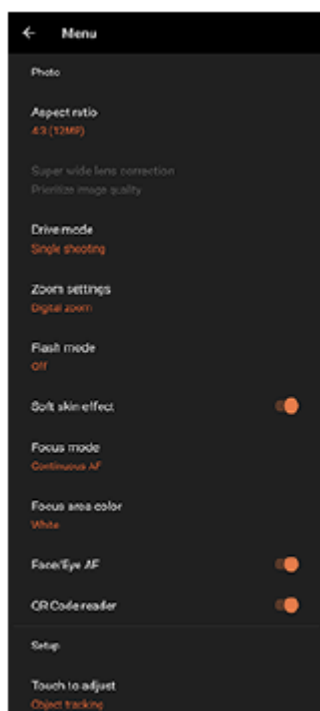 Menu
Photo
Aspect ratio
4:3 (12MP)
Super wide lens correction
Prioritize image quality
Drive mode
Single shooting
Zoom settings
Digital zoom
Flash mode
Off
Soft skin effect
Focus mode
Continuous AF
Focus area color
White
Face/Eye AF
QR Code reader
Setup
Touch to adjust
Object tracking